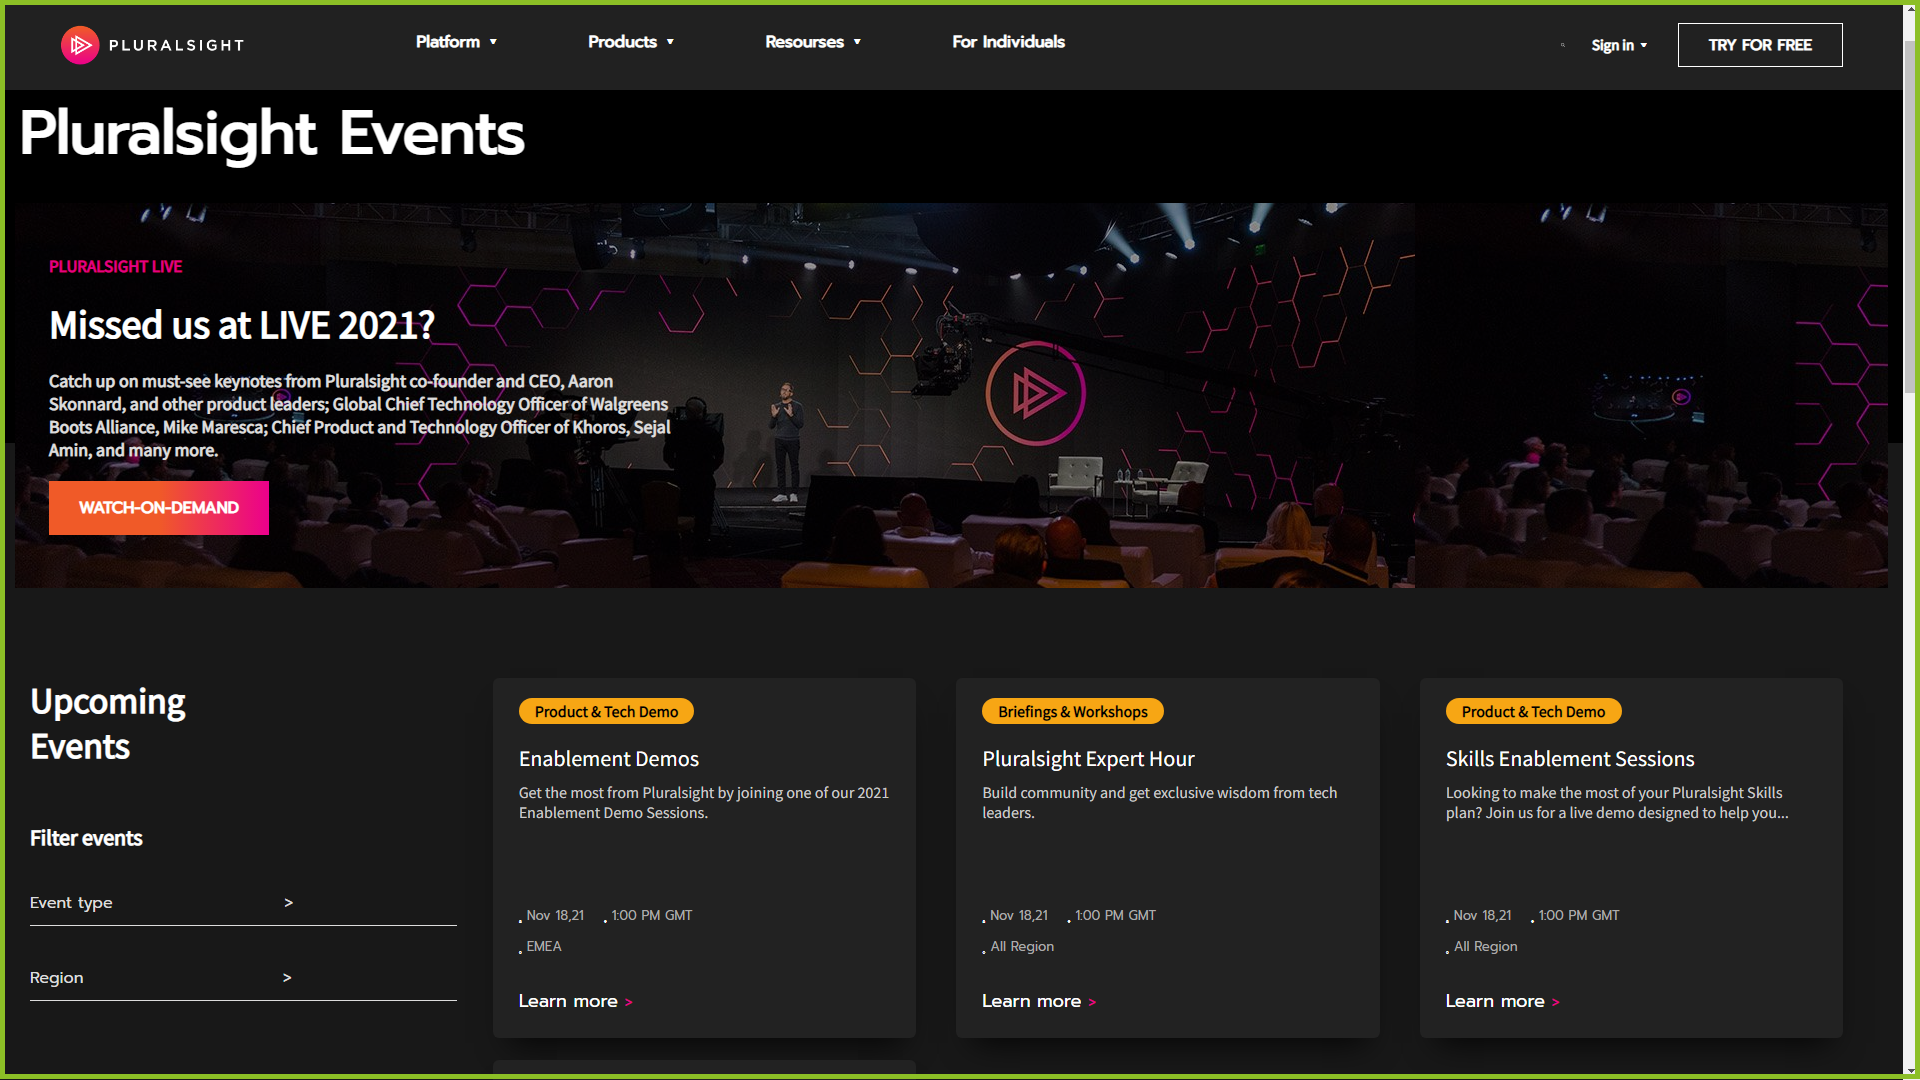 PLURALSIGHT
Platform
Products
Resourses
For Individuals
Sign in
TRY FOR FREE
Pluralsight Events
PLURALSIGHT LIVE
Missed us at LIVE 2021?
Catch up on must-see keynotes from Pluralsight co-founder and CEO, Aaron
Skonnard, and other product leaders; Global Chief Technology Officer of Walgreens
Boots Alliance, Mike Maresca; Chief Product and Technology Officer of Khoros, Sejal
Amin, and many more.
WATCH-ON-DEMAND
Upcoming
Events
Filter events
Event type >
Region >
Product & Tech Demo
Enablement Demos
Get the most from Pluralsight by joining one of our 2021
Enablement Demo Sessions.
Nov 18,21 1:00 PM GMT
EMEA
Learn more >
Briefings & Workshops
Pluralsight Expert Hour
Build community and get exclusive wisdom from tech
leaders.
Nov 18,21 1:00 PM GMT
All Region
Learn more >
Product & Tech Demo
Skills Enablement Sessions
Looking to make the most of your Pluralsight Skills
plan? Join us for a live demo designed to help you...
Nov 18,21 1:00 PM GMT
All Region
Learn more >